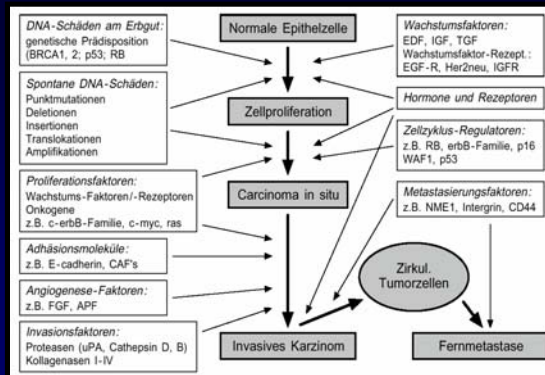 DNA-Schäden am Erbgut:
genetische Prädisposition
(BRCA1, 2; p53; RB
Spontane DNA-Schäden:
Punktmutationen
Deletionen
Insertionen
Translokationen
Amplifikationen
Proliferationsfaktoren:
Wachstums-Faktoren/-Rezeptoren
Onkogene
z.B. c-erbB-Familie, c-myc, ras
Adhäsionsmoleküle:
z.B. E-cadherin, CAF's
Angiogenese-Faktoren:
z.B. FGF, APF
Invasionsfaktoren:
Proteasen (uPA, Cathepsin D, B)
Kollagenasen I-IV
Normale Epithelzelle
Zellproliferation
Carcinoma in situ
Invasives Karzinom
Wachstumsfaktoren:
EDF, IGF, TGF
Wachstumsfaktor-Rezept.:
EGF-R, Her2neu, IGFR
Hormone und Rezeptoren
Zellzyklus-Regulatoren:
z.B. RB, erbB-Familie, p16
WAF1, p53
Metastasierungsfaktoren:
z.B. NME1, Intergrin, CD44
Zirkul.
Tumorzellen
Fernmetastase